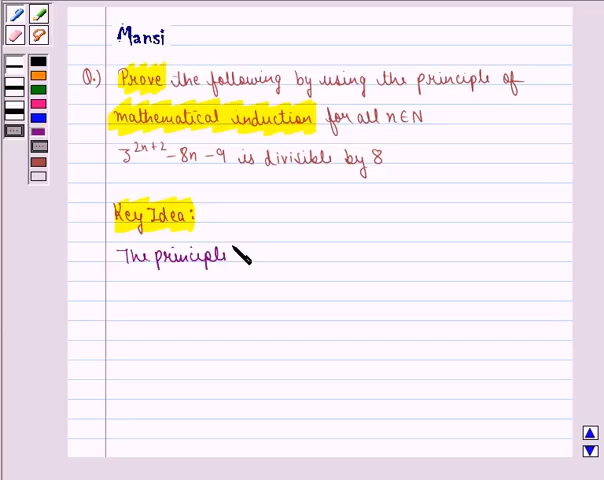 Mansi
Q.) Prove the following by using the principle of
mathematical induction for all n∈N
3^{2n+2} - 8n - 9 is divisible by 8
Key Idea:
The principle